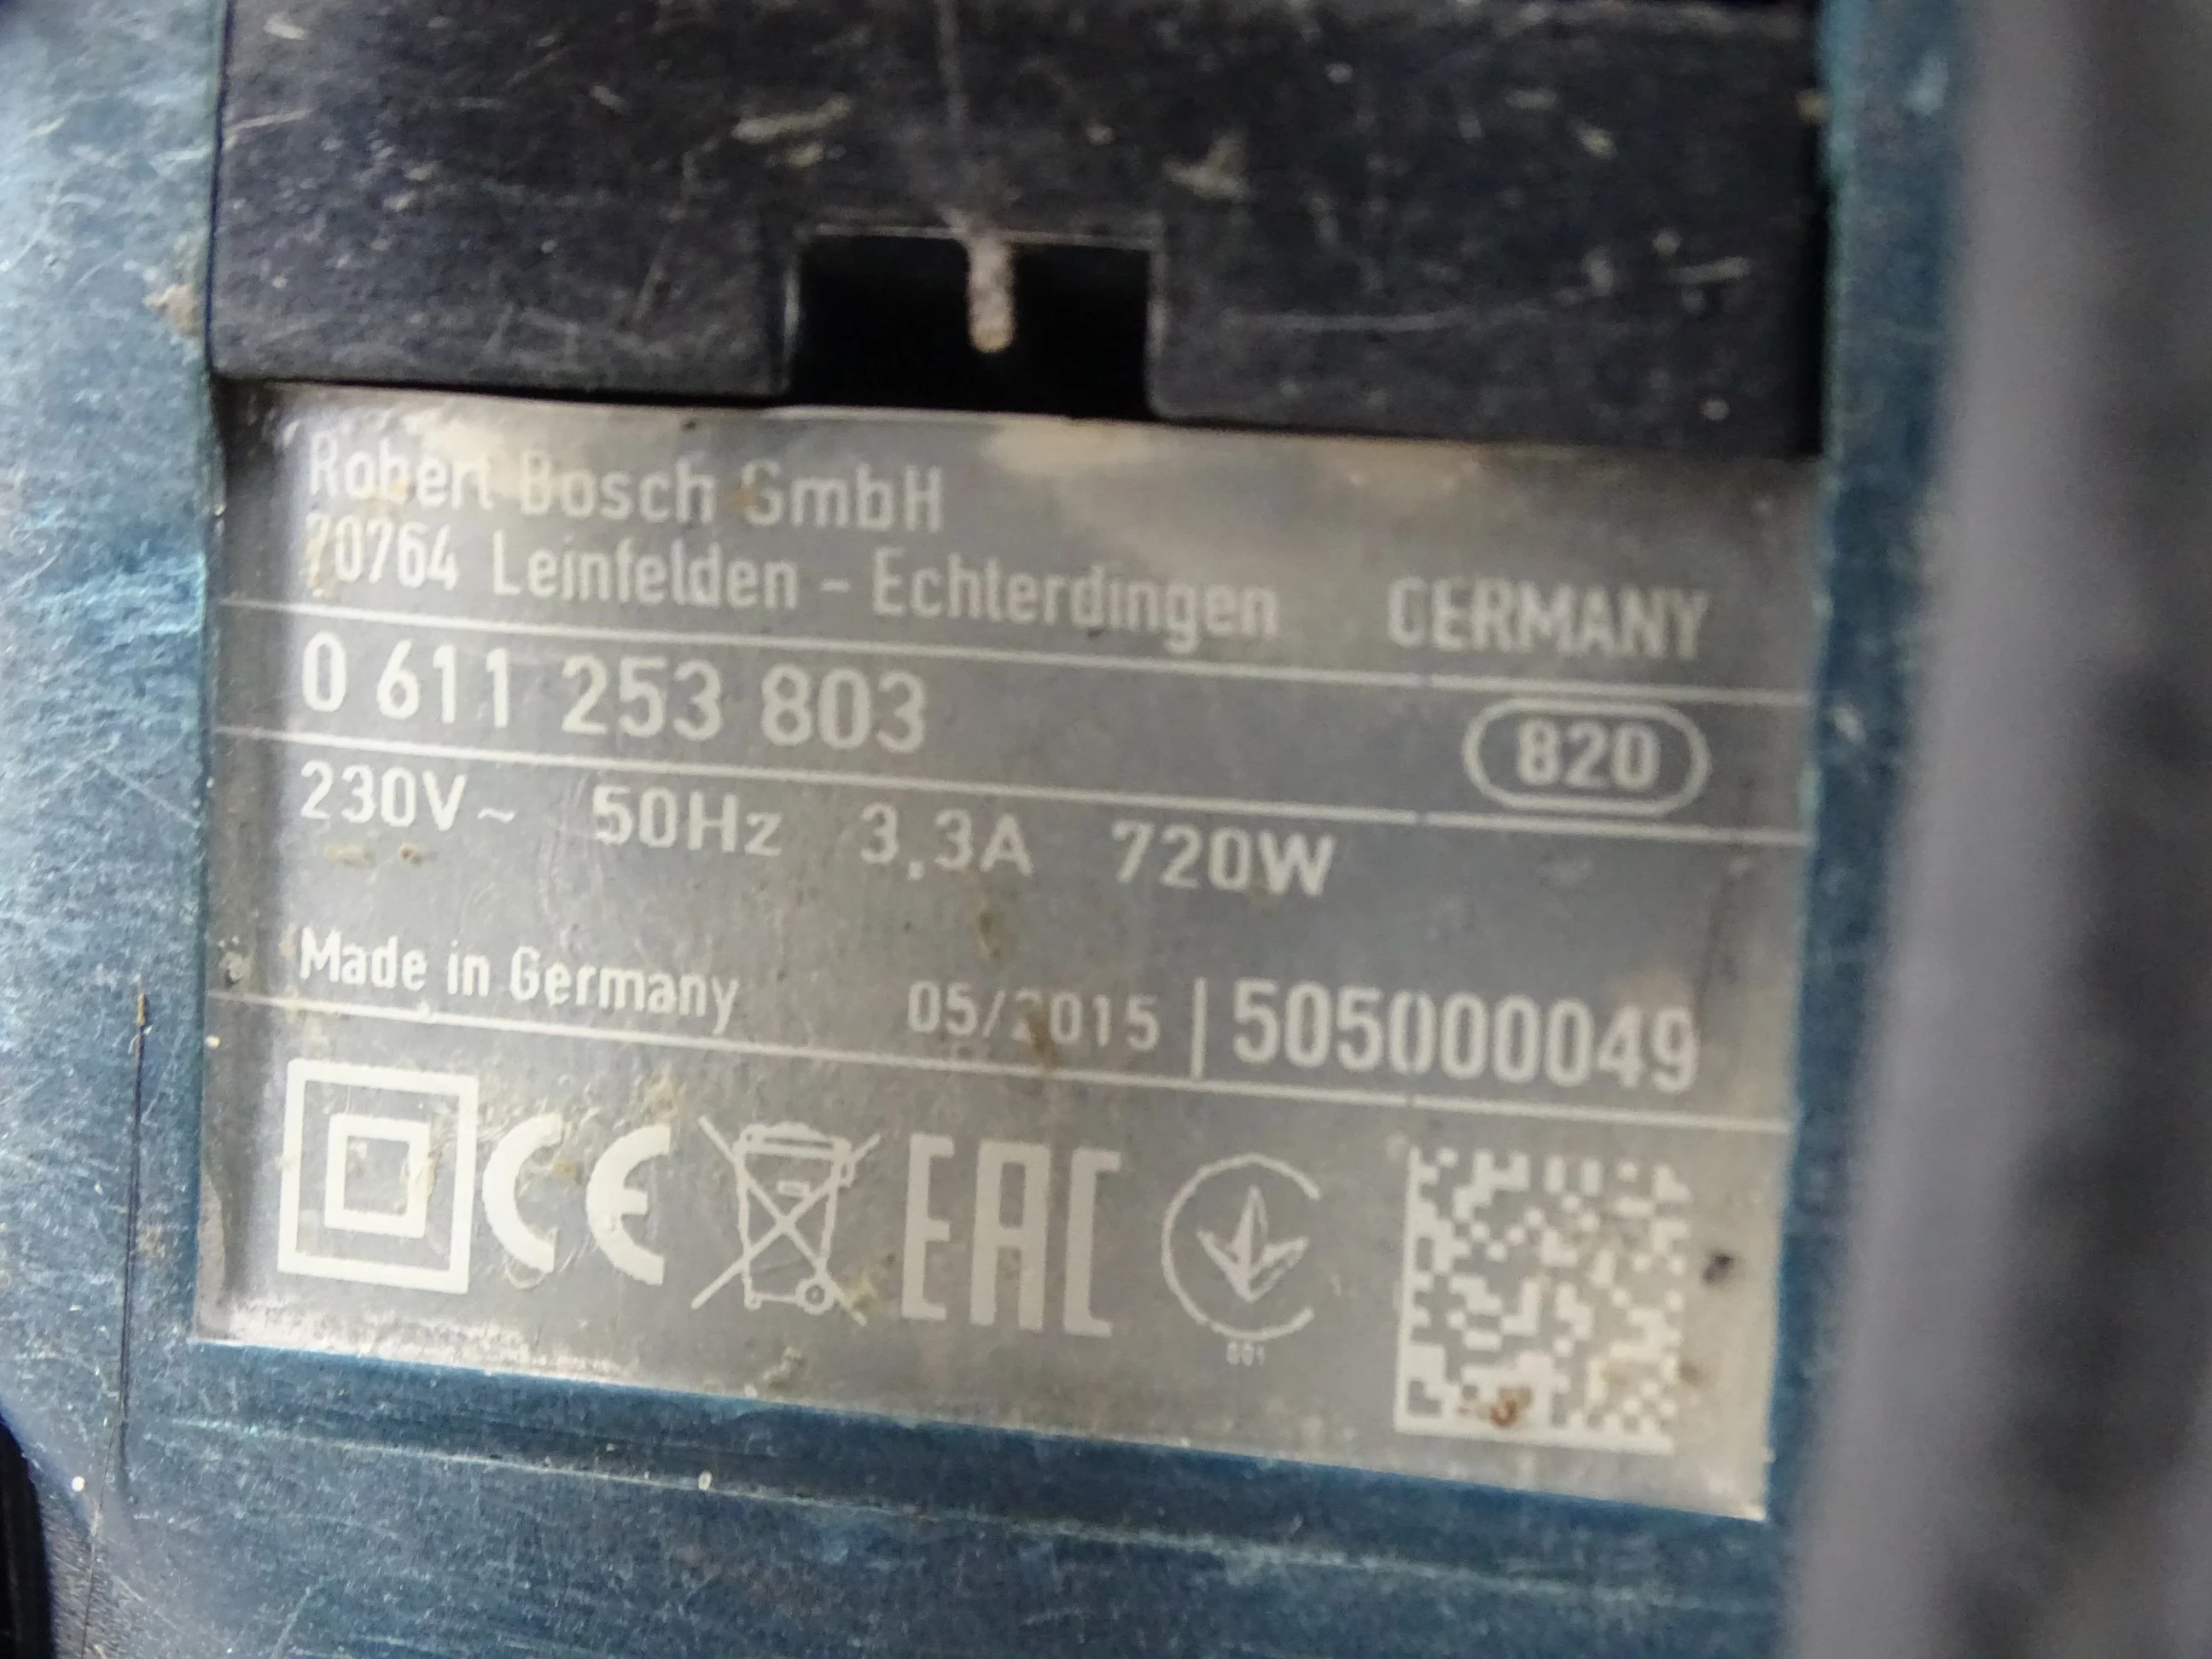 Robert Bosch GmbH
70764 Leinfelden - Echterdingen GERMANY
0 611 253 803 820
230V~ 50Hz 3,3A 720W
Made in Germany 05/2015 | 505000049
CE EAC
001